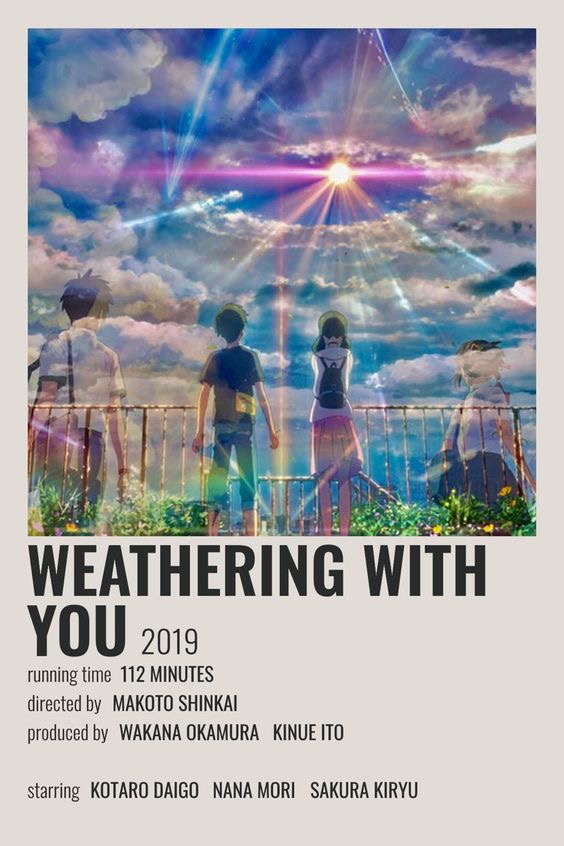 WEATHERING WITH
YOU 2019
running time 112 MINUTES
directed by MAKOTO SHINKAI
produced by WAKANA OKAMURA KINUE ITO
starring KOTARO DAIGO NANA MORI SAKURA KIRYU